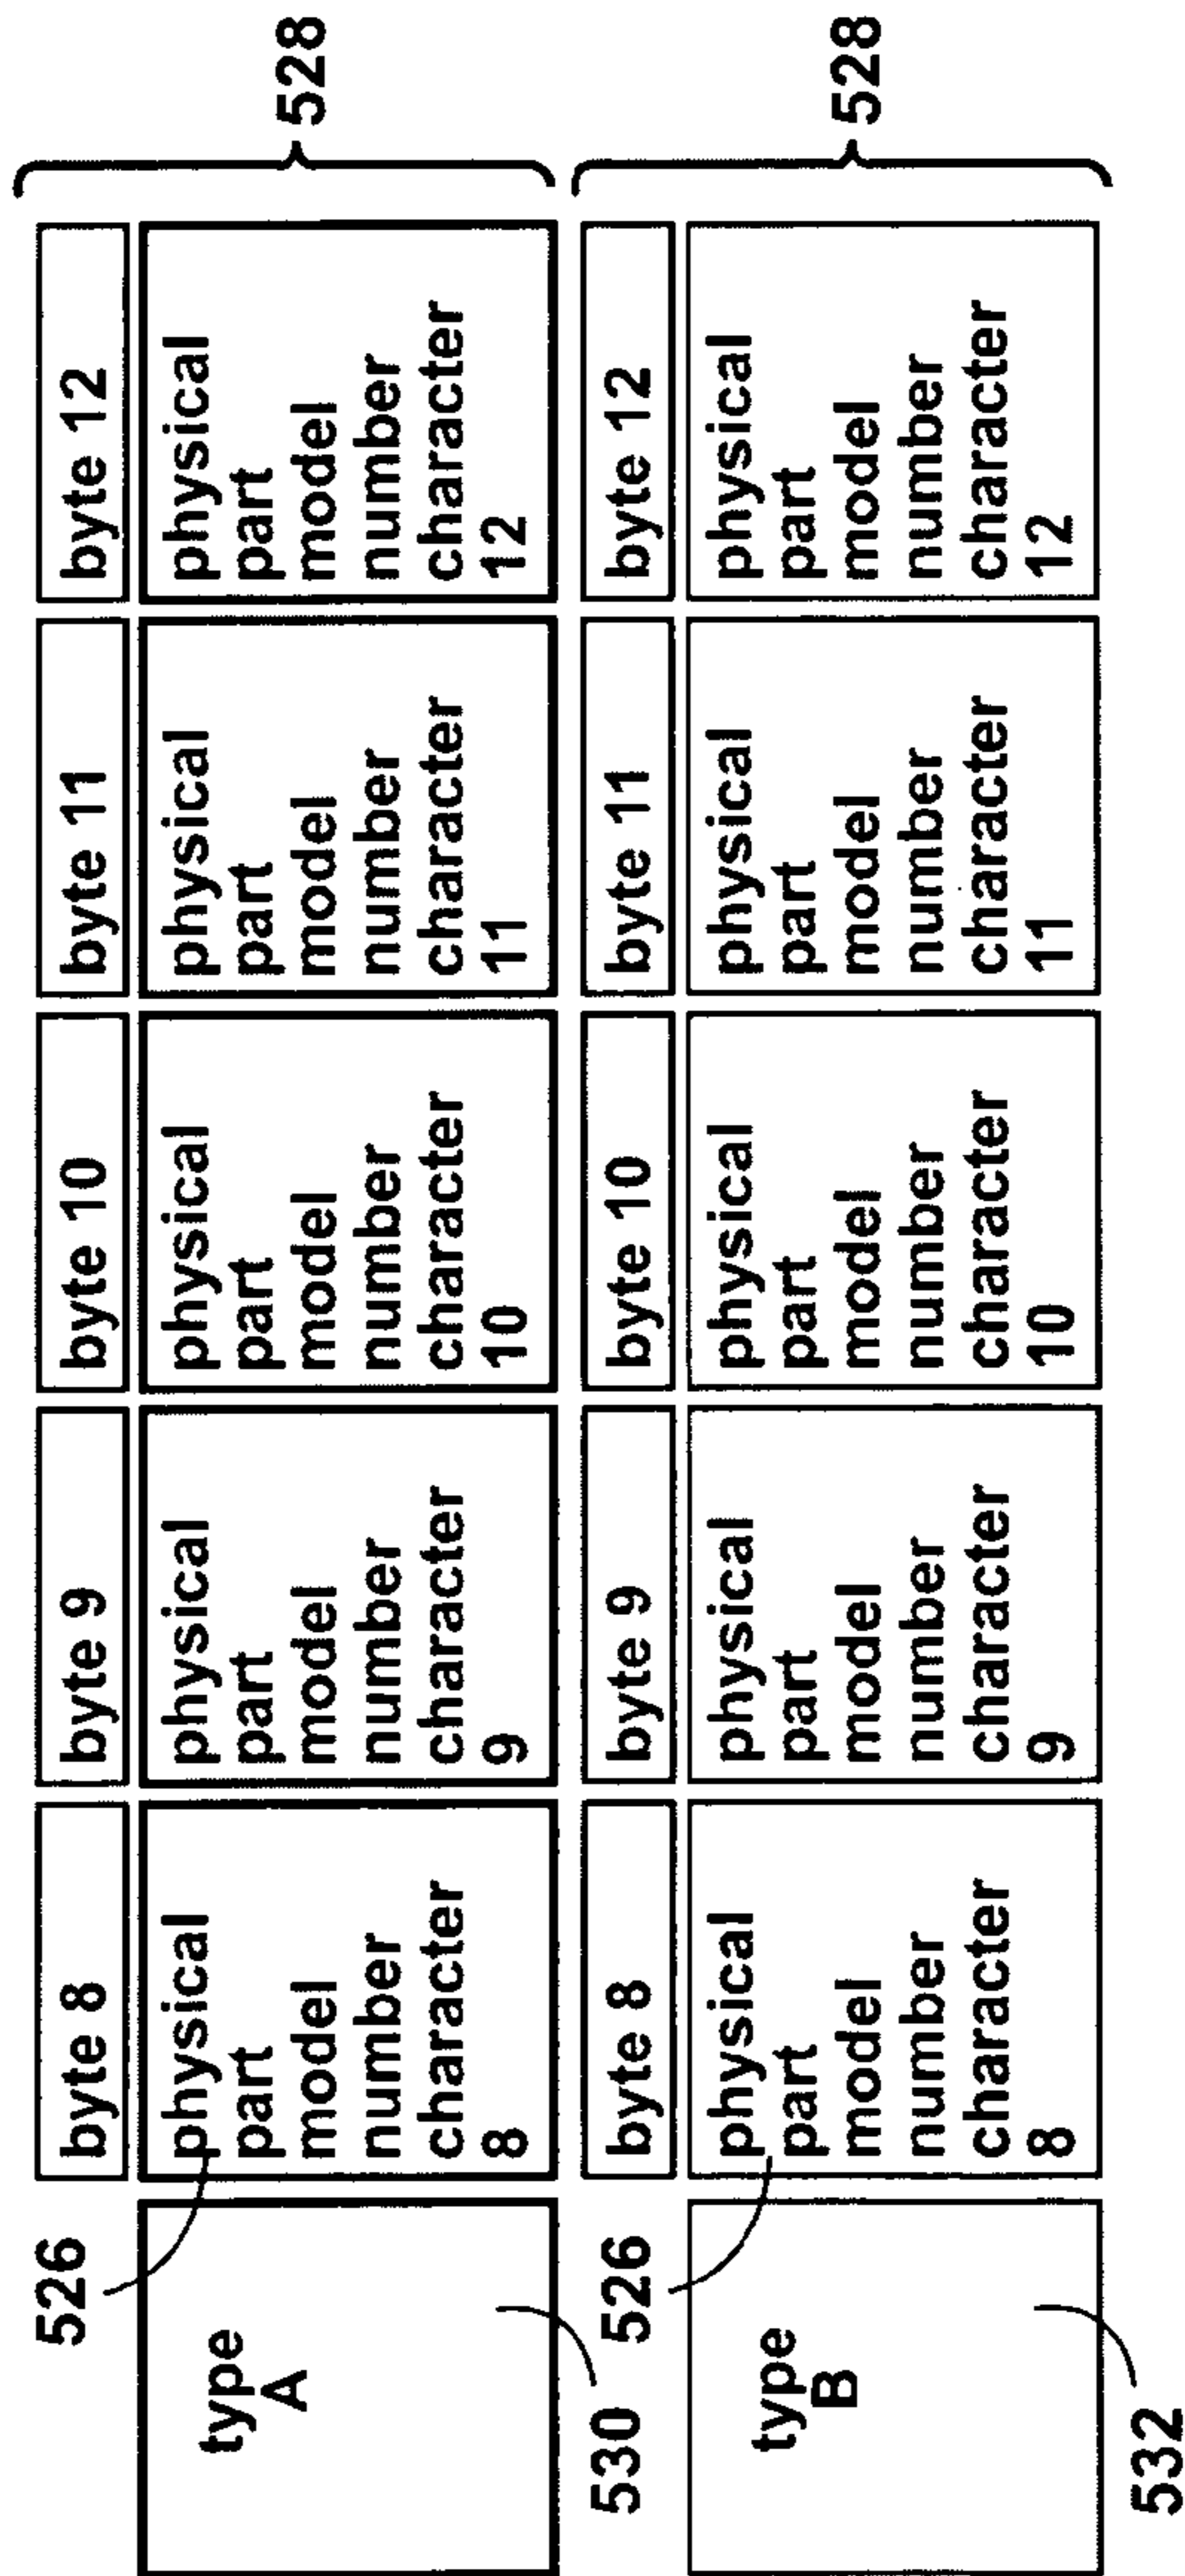 526
byte 8
byte 9
byte 10
byte 11
byte 12
type
A
physical
part
model
number
character
8
physical
part
model
number
character
9
physical
part
model
number
character
10
physical
part
model
number
character
11
physical
part
model
number
character
12
528
530
526
byte 8
byte 9
byte 10
byte 11
byte 12
type
B
physical
part
model
number
character
8
physical
part
model
number
character
9
physical
part
model
number
character
10
physical
part
model
number
character
11
physical
part
model
number
character
12
528
532